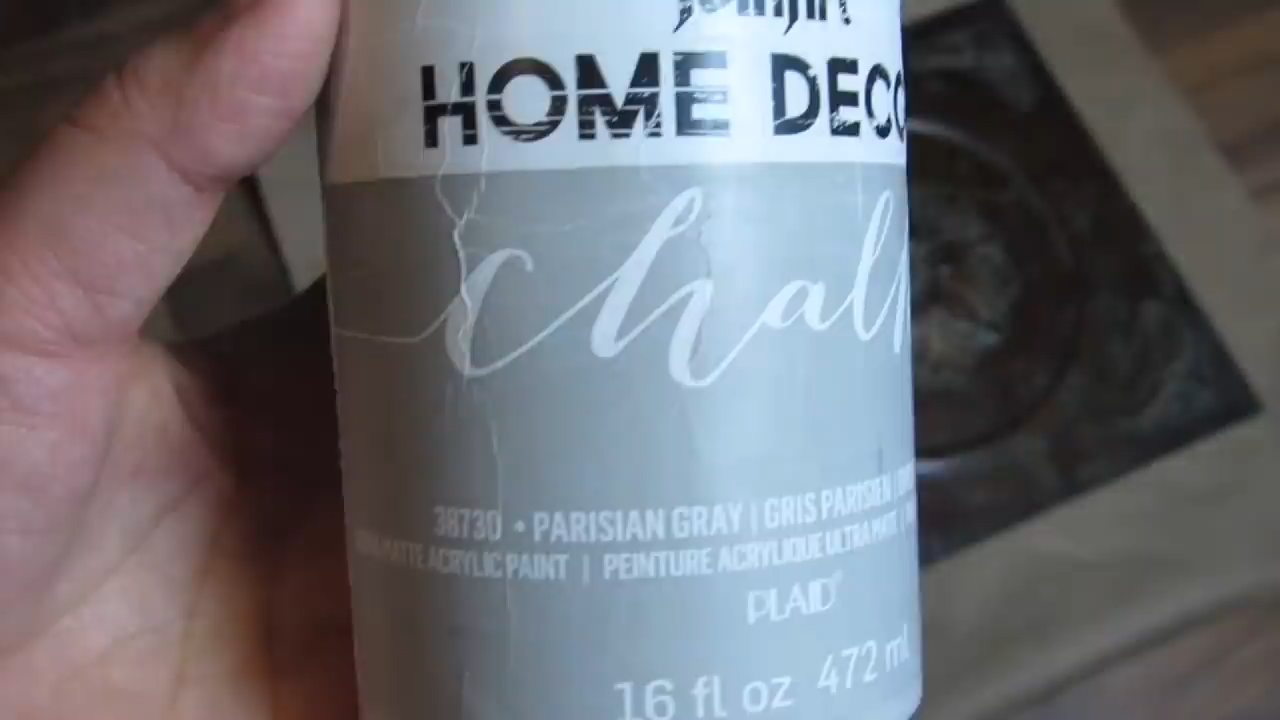 HOME DECO
chalk
38730 • PARISIAN GRAY | GRIS PARISIEN |
MATTE ACRYLIC PAINT | PEINTURE ACRYLIQUE ULTRA MATE |
PLAID®
16 fl oz 472 ml